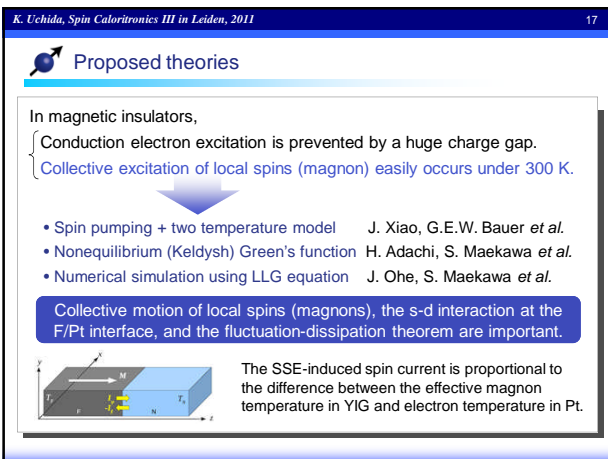 K. Uchida, Spin Caloritronics III in Leiden, 2011 17
Proposed theories
In magnetic insulators,
Conduction electron excitation is prevented by a huge charge gap.
Collective excitation of local spins (magnon) easily occurs under 300 K.
• Spin pumping + two temperature model J. Xiao, G.E.W. Bauer et al.
• Nonequilibrium (Keldysh) Green's function H. Adachi, S. Maekawa et al.
• Numerical simulation using LLG equation J. Ohe, S. Maekawa et al.
Collective motion of local spins (magnons), the s-d interaction at the
F/Pt interface, and the fluctuation-dissipation theorem are important.
y
x
M
F
N
z
The SSE-induced spin current is proportional to
the difference between the effective magnon
temperature in YIG and electron temperature in Pt.